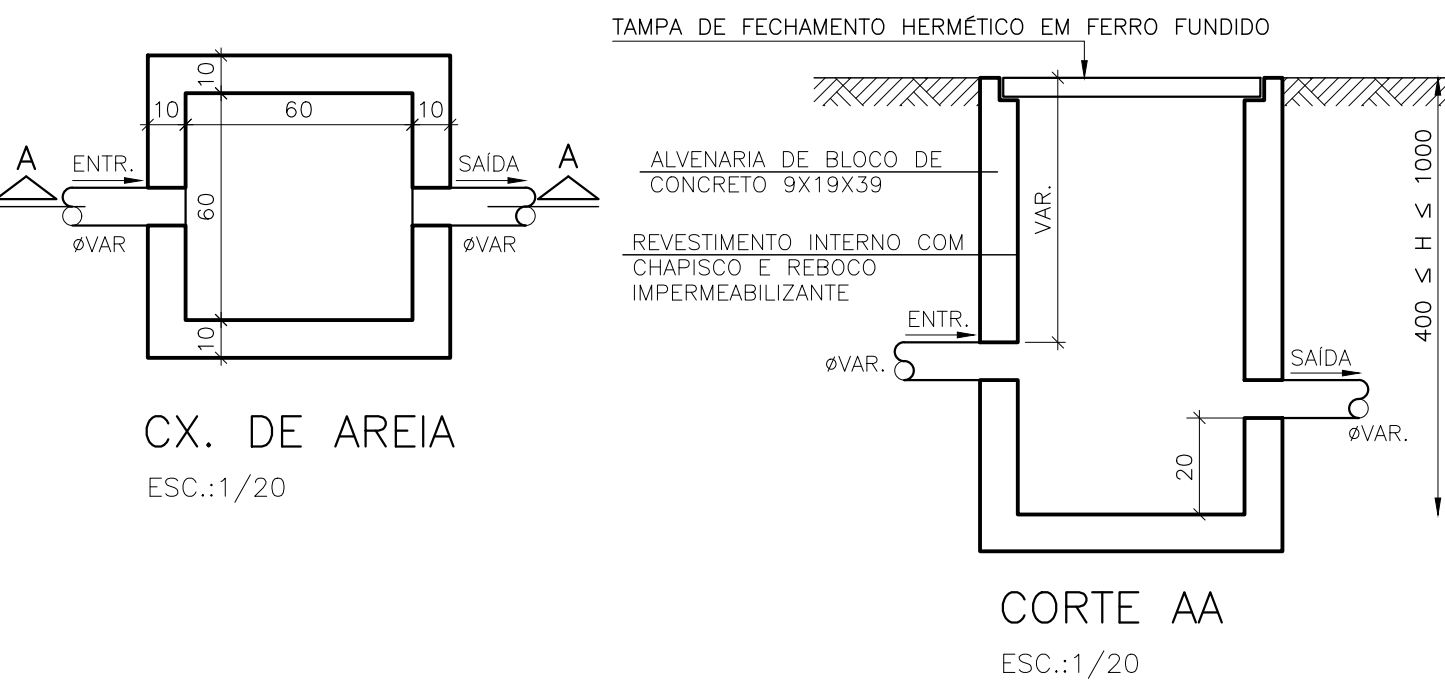 10
10
60
10
A
ENTR.
SAÍDA
A
60
øVAR
øVAR
10
CX. DE AREIA
ESC.:1/20
TAMPA DE FECHAMENTO HERMÉTICO EM FERRO FUNDIDO
ALVENARIA DE BLOCO DE
CONCRETO 9X19X39
VAR.
REVESTIMENTO INTERNO COM
CHAPISCO E REBOCO
IMPERMEABILIZANTE
400 ≤ H ≤ 1000
ENTR.
øVAR.
SAÍDA
øVAR.
20
CORTE AA
ESC.:1/20